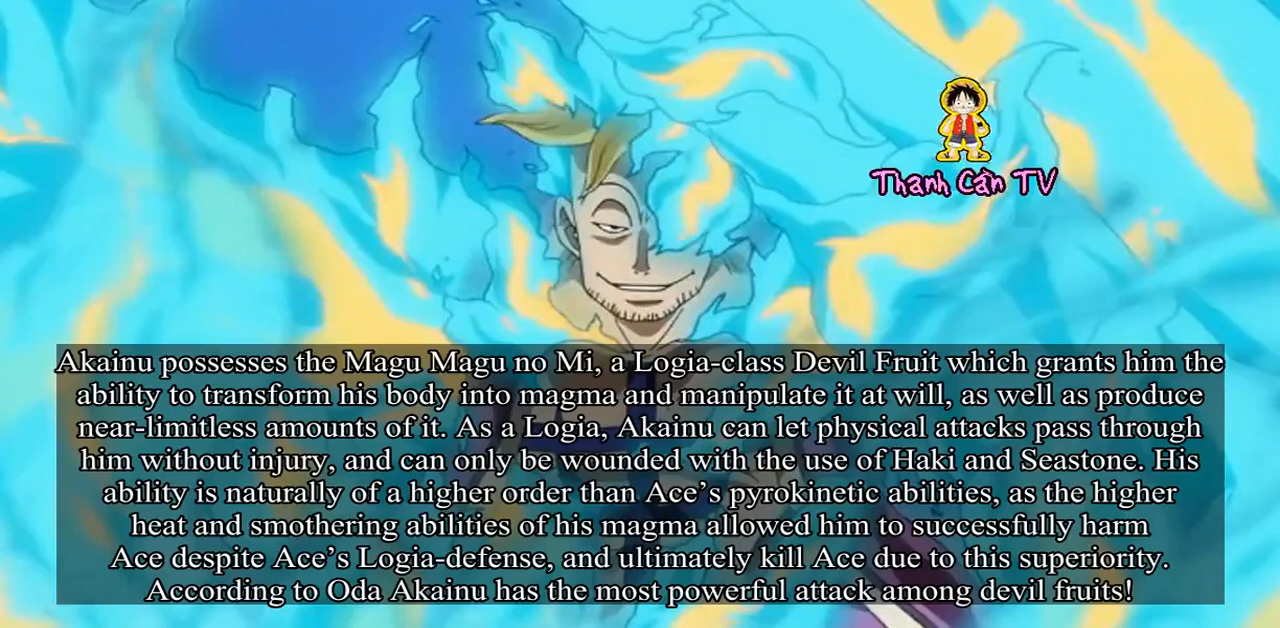 Thanh Cần TV
Akainu possesses the Magu Magu no Mi, a Logia-class Devil Fruit which grants him the
ability to transform his body into magma and manipulate it at will, as well as produce
near-limitless amounts of it. As a Logia, Akainu can let physical attacks pass through
him without injury, and can only be wounded with the use of Haki and Seastone. His
ability is naturally of a higher order than Ace’s pyrokinetic abilities, as the higher
heat and smothering abilities of his magma allowed him to successfully harm
Ace despite Ace’s Logia-defense, and ultimately kill Ace due to this superiority.
According to Oda Akainu has the most powerful attack among devil fruits!